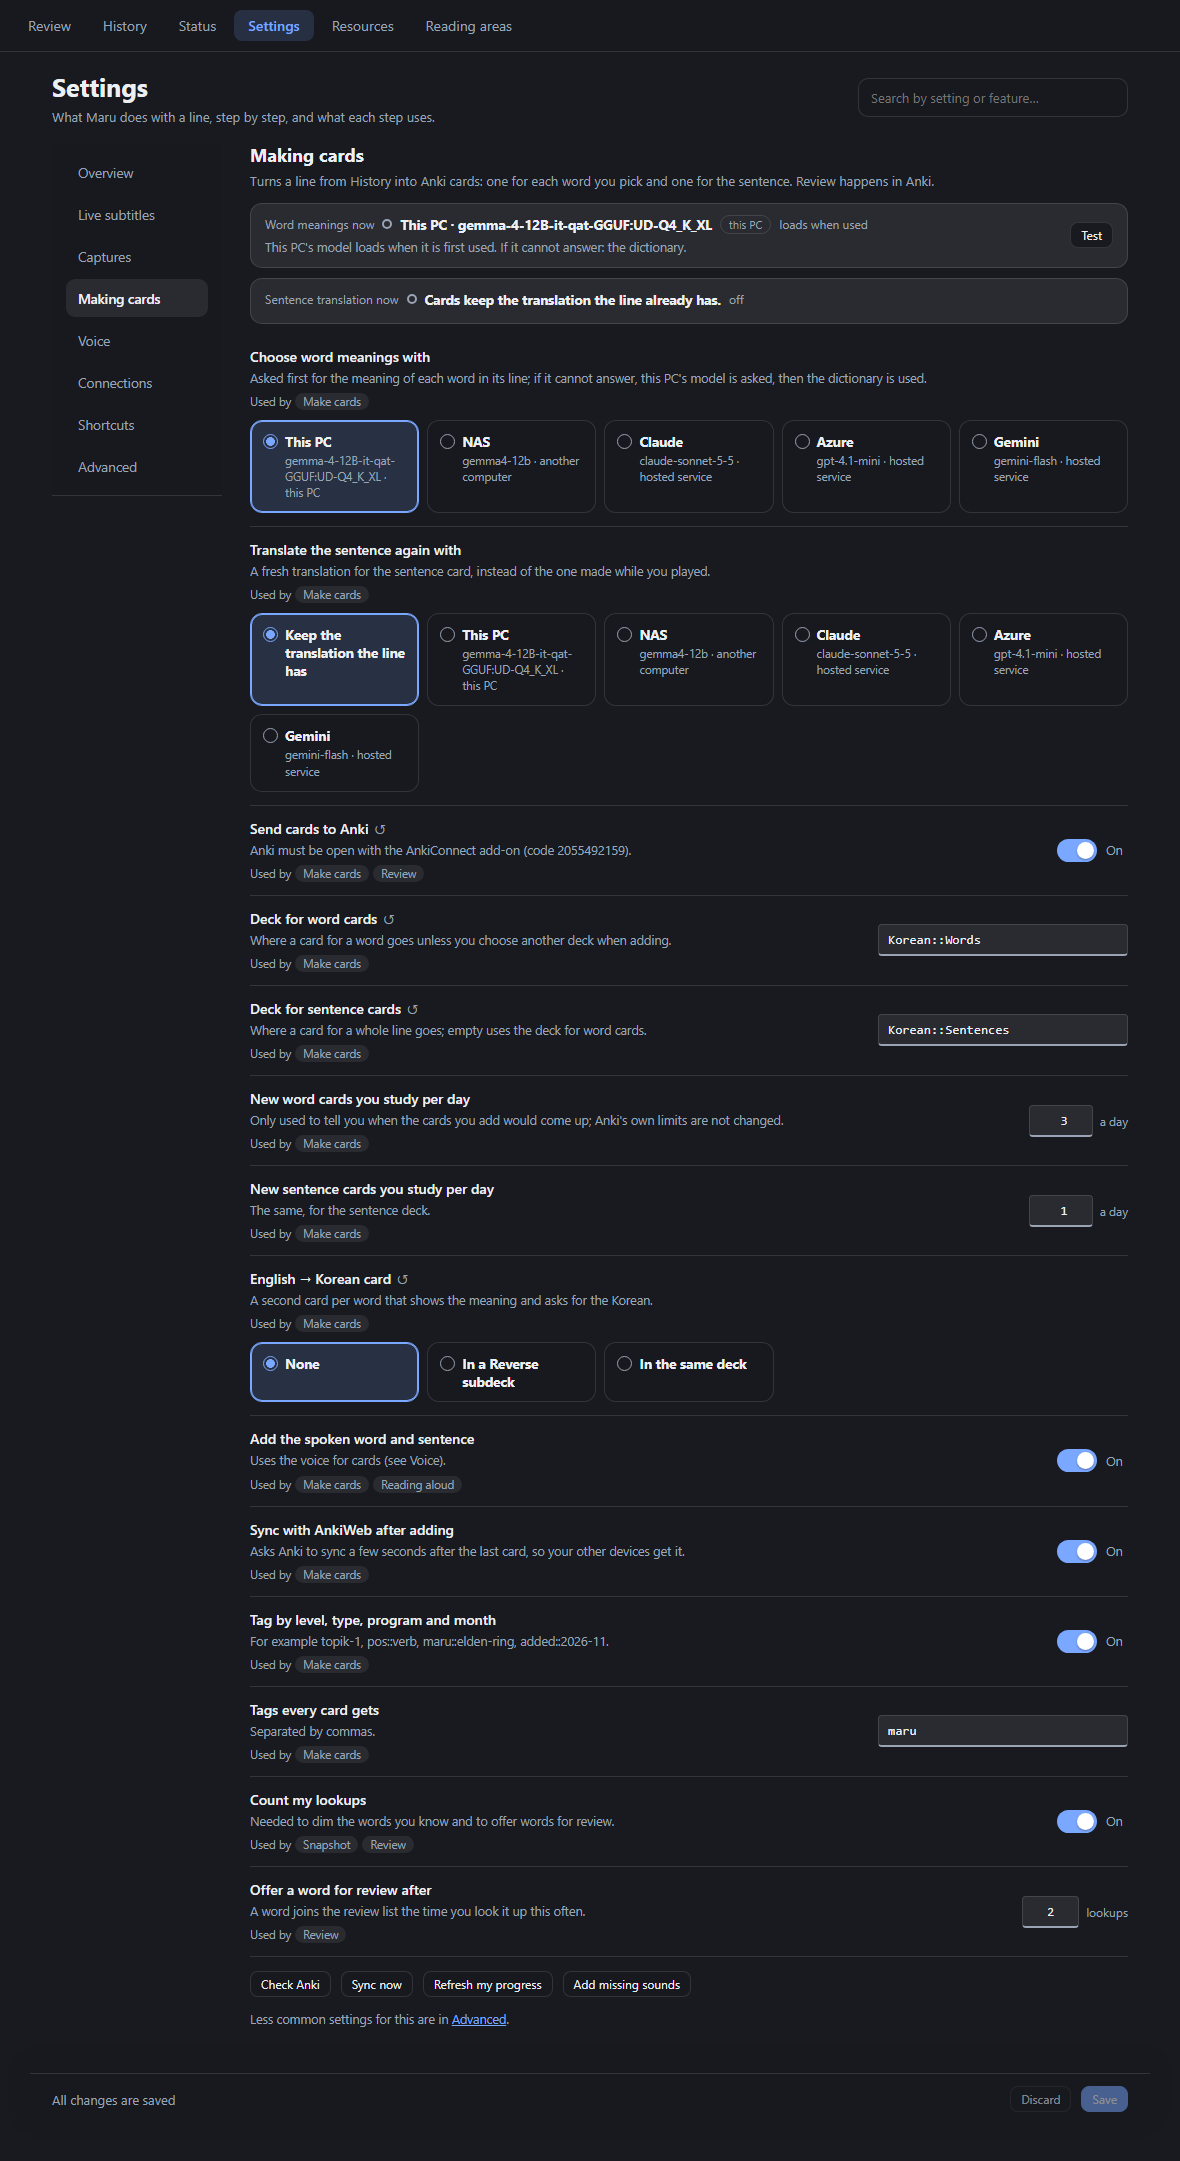 Review History Status Settings Resources Reading areas
Settings
What Maru does with a line, step by step, and what each step uses.
Search by setting or feature...
Overview
Live subtitles
Captures
Making cards
Voice
Connections
Shortcuts
Advanced
Making cards
Turns a line from History into Anki cards: one for each word you pick and one for the sentence. Review happens in Anki.
Word meanings now This PC · gemma-4-12B-it-qat-GGUF:UD-Q4_K_XL this PC loads when used
This PC's model loads when it is first used. If it cannot answer: the dictionary.
Test
Sentence translation now Cards keep the translation the line already has. off
Choose word meanings with
Asked first for the meaning of each word in its line; if it cannot answer, this PC's model is asked, then the dictionary is used.
Used by Make cards
This PC
gemma-4-12B-it-qat-
GGUF:UD-Q4_K_XL ·
this PC
NAS
gemma4-12b · another
computer
Claude
claude-sonnet-5-5 ·
hosted service
Azure
gpt-4.1-mini · hosted
service
Gemini
gemini-flash · hosted
service
Translate the sentence again with
A fresh translation for the sentence card, instead of the one made while you played.
Used by Make cards
Keep the
translation the line
has
This PC
gemma-4-12B-it-qat-
GGUF:UD-Q4_K_XL ·
this PC
NAS
gemma4-12b · another
computer
Claude
claude-sonnet-5-5 ·
hosted service
Azure
gpt-4.1-mini · hosted
service
Gemini
gemini-flash · hosted
service
Send cards to Anki ↺
Anki must be open with the AnkiConnect add-on (code 2055492159).
Used by Make cards Review
On
Deck for word cards ↺
Where a card for a word goes unless you choose another deck when adding.
Used by Make cards
Korean::Words
Deck for sentence cards ↺
Where a card for a whole line goes; empty uses the deck for word cards.
Used by Make cards
Korean::Sentences
New word cards you study per day
Only used to tell you when the cards you add would come up; Anki's own limits are not changed.
Used by Make cards
3 a day
New sentence cards you study per day
The same, for the sentence deck.
Used by Make cards
1 a day
English → Korean card ↺
A second card per word that shows the meaning and asks for the Korean.
Used by Make cards
None
In a Reverse
subdeck
In the same deck
Add the spoken word and sentence
Uses the voice for cards (see Voice).
Used by Make cards Reading aloud
On
Sync with AnkiWeb after adding
Asks Anki to sync a few seconds after the last card, so your other devices get it.
Used by Make cards
On
Tag by level, type, program and month
For example topik-1, pos::verb, maru::elden-ring, added::2026-11.
Used by Make cards
On
Tags every card gets
Separated by commas.
Used by Make cards
maru
Count my lookups
Needed to dim the words you know and to offer words for review.
Used by Snapshot Review
On
Offer a word for review after
A word joins the review list the time you look it up this often.
Used by Review
2 lookups
Check Anki Sync now Refresh my progress Add missing sounds
Less common settings for this are in Advanced.
All changes are saved
Discard Save